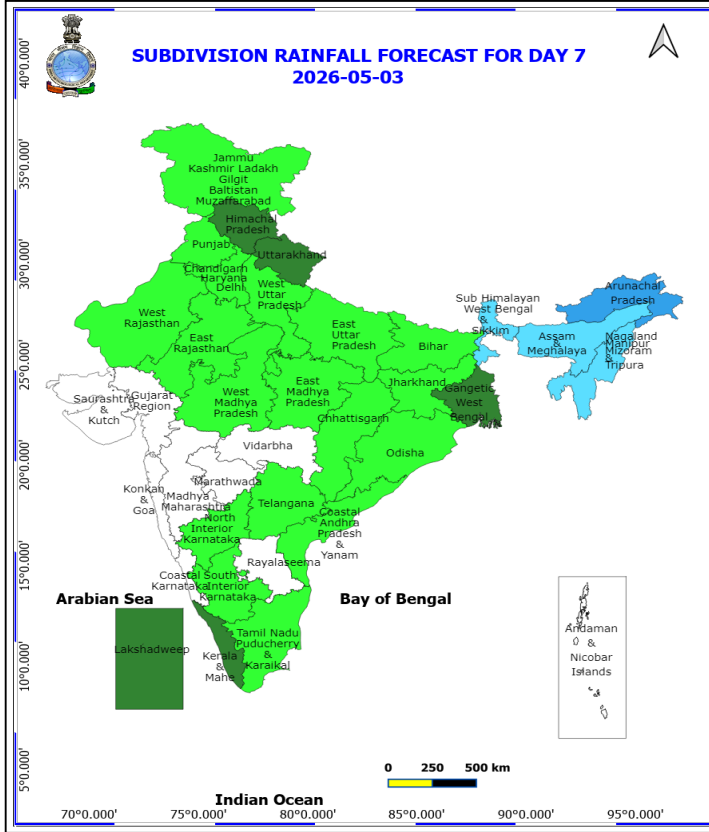 SUBDIVISION RAINFALL FORECAST FOR DAY 7
2026-05-03
40°0.000'
35°0.000'
30°0.000'
25°0.000'
20°0.000'
15°0.000'
10°0.000'
5°0.000'
Jammu
Kashmir Ladakh
Gilgit
Baltistan
Muzaffarabad
Himachal
Pradesh
Punjab
Uttarakhand
Chandigarh
Haryana
Delhi
West
Uttar
Pradesh
West
Rajasthan
East
Rajasthan
East
Uttar
Pradesh
Bihar
Sub Himalayan
West Bengal
&
Sikkim
Arunachal
Pradesh
Assam
&
Meghalaya
Nagaland
Manipur
Mizoram
&
Tripura
Saurashtra
&
Kutch
Gujarat
Region
West
Madhya
Pradesh
East
Madhya
Pradesh
Jharkhand
Gangetic
West
Bengal
Chhattisgarh
Odisha
Vidarbha
Konkan
&
Goa
Madhya
Maharashtra
Marathwada
Telangana
North
Interior
Karnataka
Coastal
Andhra
Pradesh
&
Yanam
Rayalaseema
Coastal
Karnataka
South
Interior
Karnataka
Arabian Sea
Bay of Bengal
Lakshadweep
Kerala
&
Mahe
Tamil Nadu
Puducherry
&
Karaikal
Andaman
&
Nicobar
Islands
0 250 500 km
Indian Ocean
70°0.000' 75°0.000' 80°0.000' 85°0.000' 90°0.000' 95°0.000'